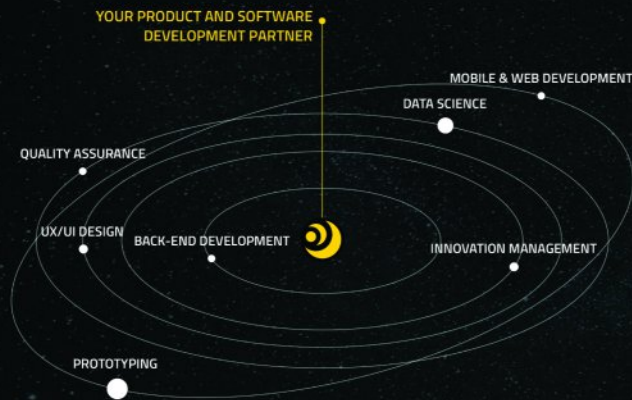 YOUR PRODUCT AND SOFTWARE
DEVELOPMENT PARTNER
MOBILE & WEB DEVELOPMENT
DATA SCIENCE
QUALITY ASSURANCE
UX/UI DESIGN
BACK-END DEVELOPMENT
INNOVATION MANAGEMENT
PROTOTYPING